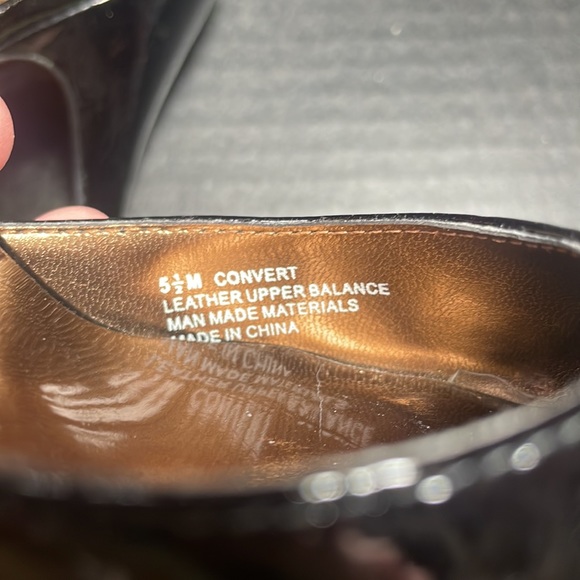 5½M CONVERT
LEATHER UPPER BALANCE
MAN MADE MATERIALS
MADE IN CHINA